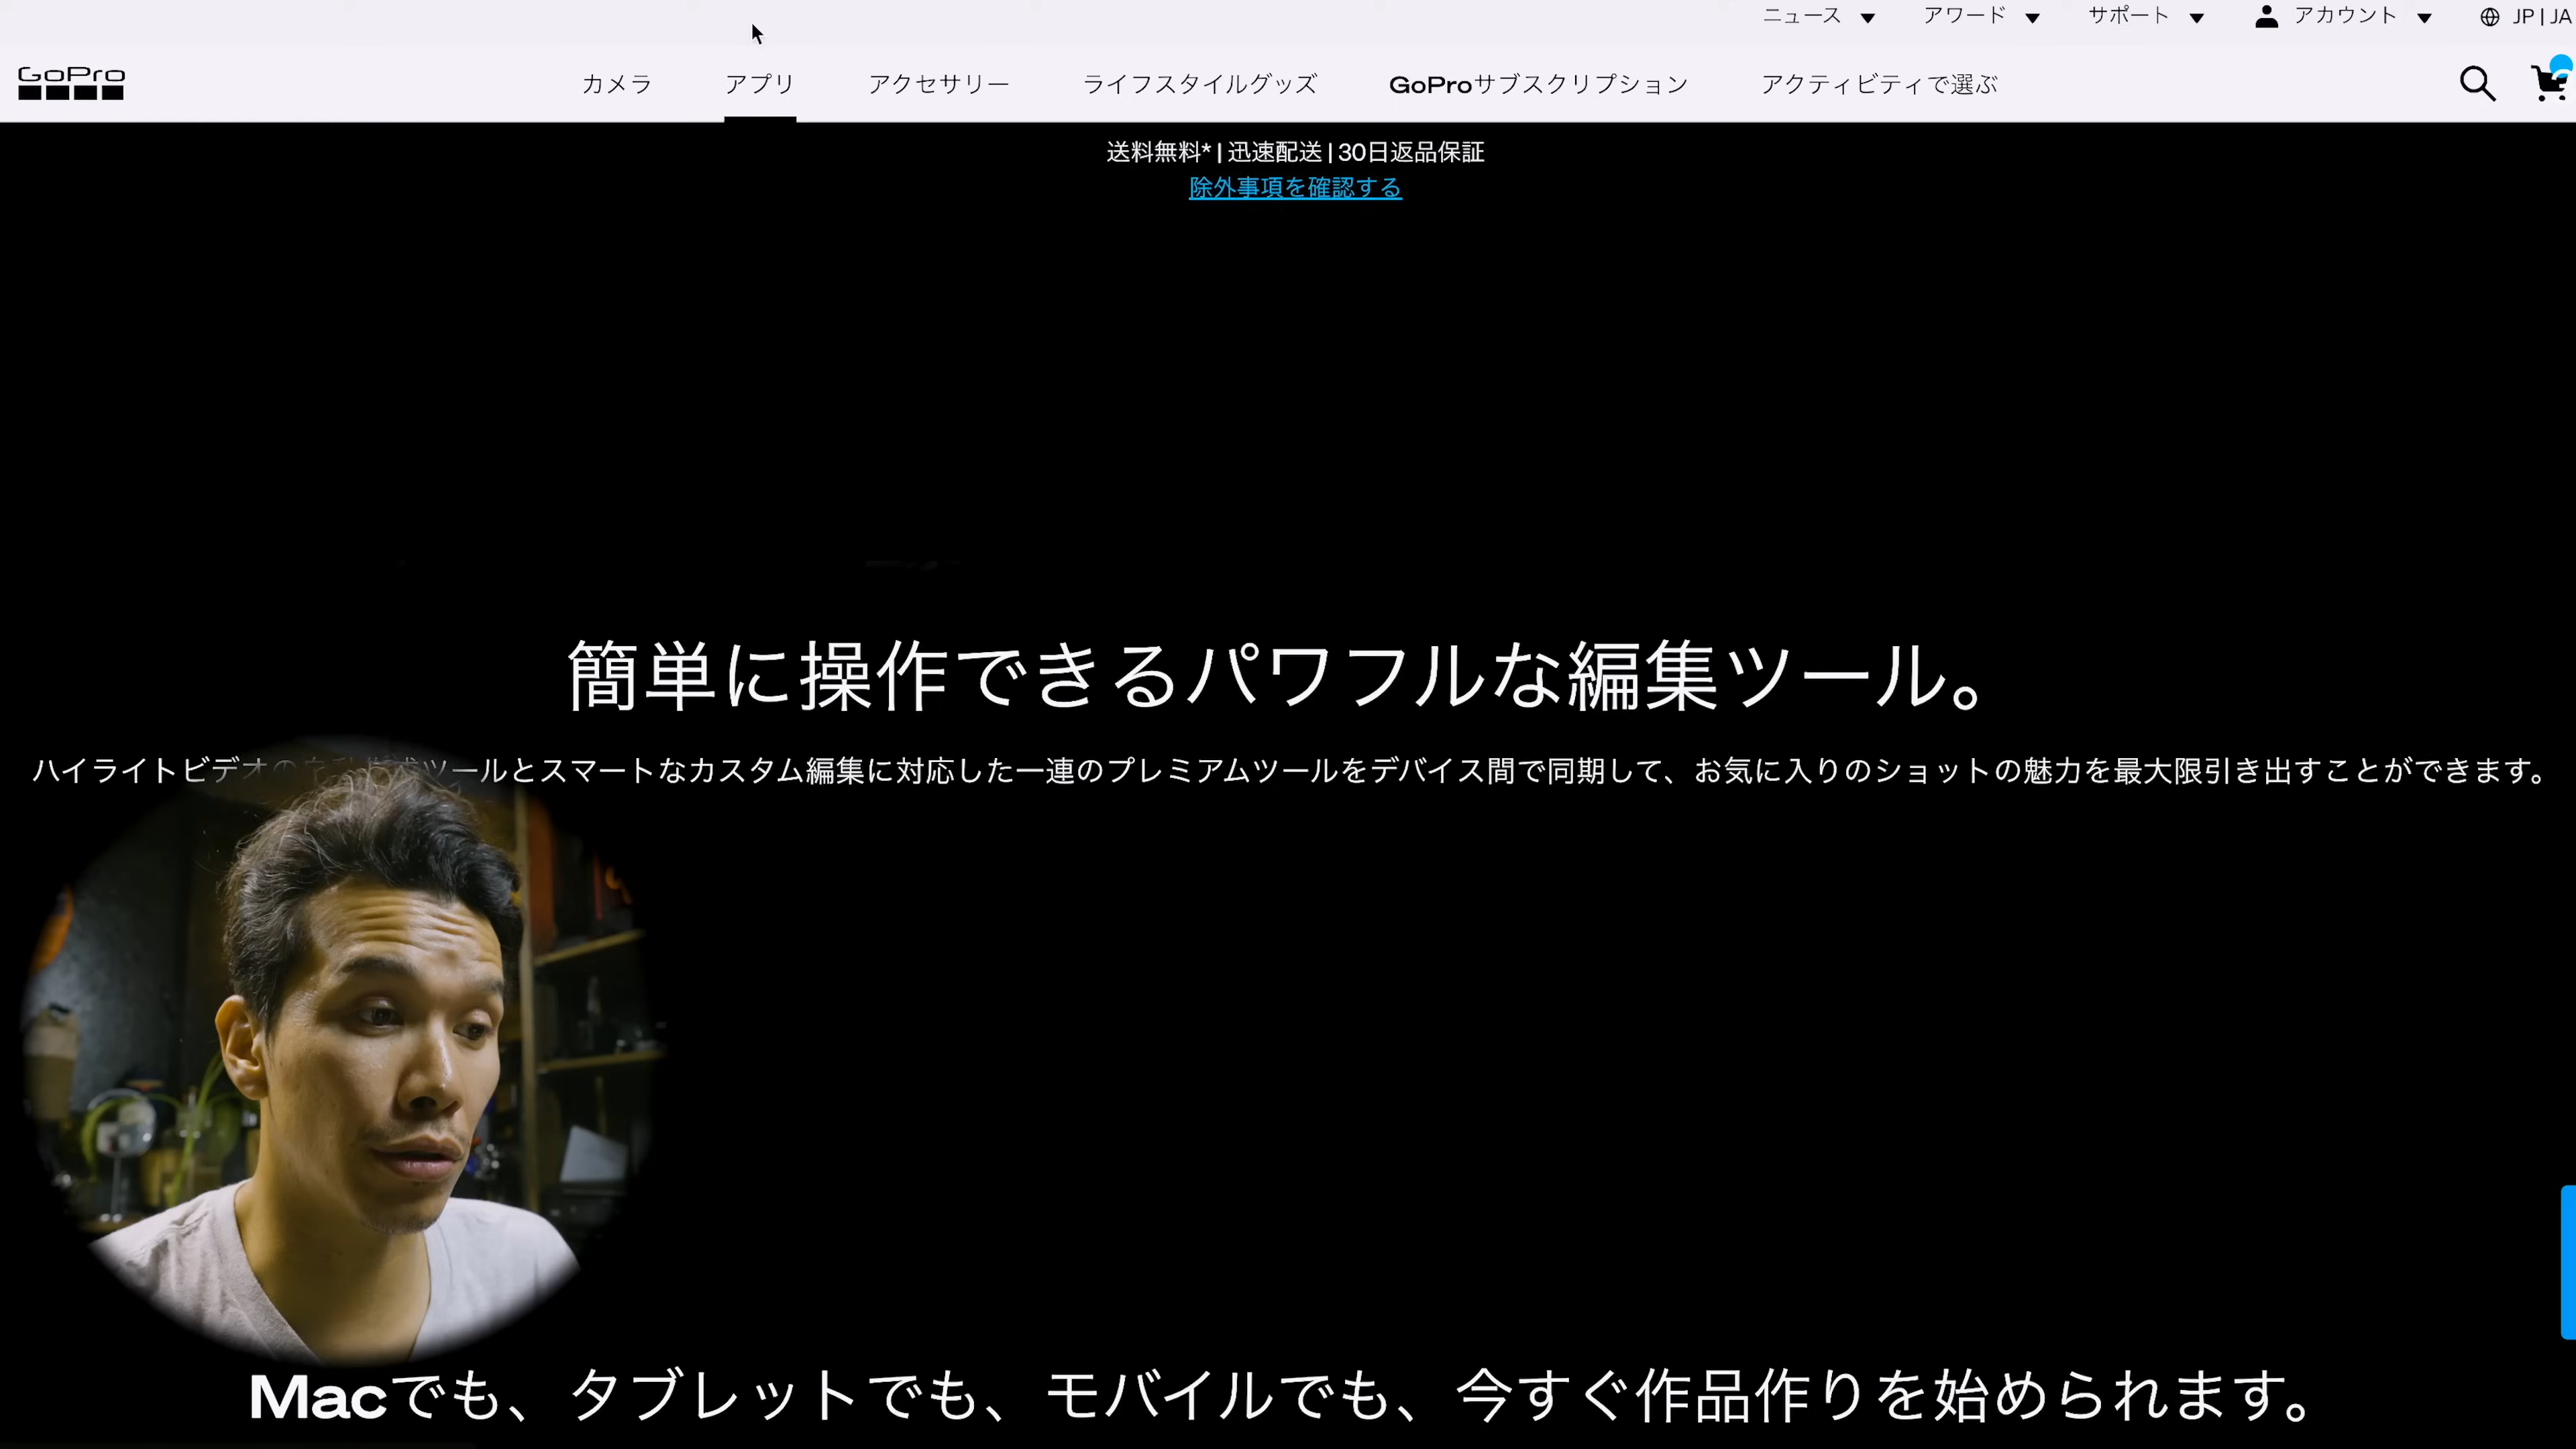 ニュース
アワード
サポート
アカウント
JP | JA
GoPro
カメラ
アプリ
アクセサリー
ライフスタイルグッズ
GoProサブスクリプション
アクティビティで選ぶ
送料無料* | 迅速配送 | 30日返品保証
除外事項を確認する
簡単に操作できるパワフルな編集ツール。
ハイライトビデオの自動作成ツールとスマートなカスタム編集に対応した一連のプレミアムツールをデバイス間で同期して、お気に入りのショットの魅力を最大限引き出すことができます。
Macでも、タブレットでも、モバイルでも、今すぐ作品作りを始められます。